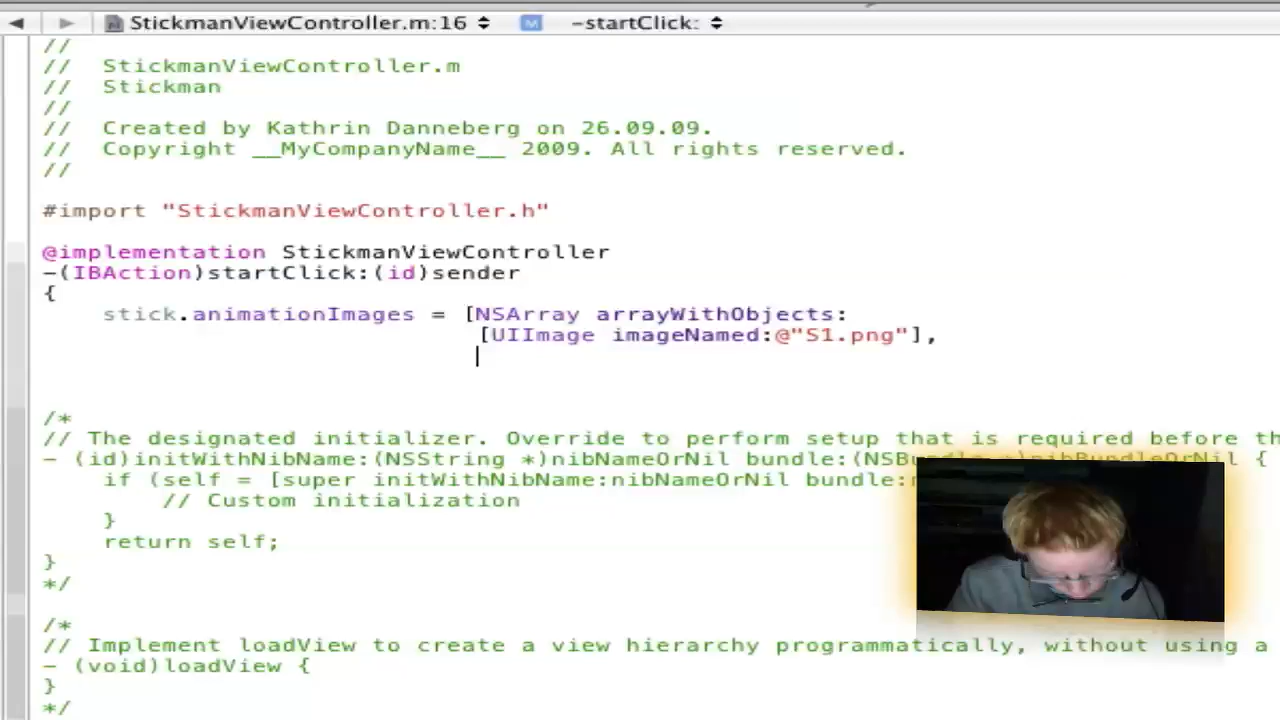 StickmanViewController.m:16 M -startClick:
//
// StickmanViewController.m
// Stickman
//
// Created by Kathrin Danneberg on 26.09.09.
// Copyright __MyCompanyName__ 2009. All rights reserved.
//
#import "StickmanViewController.h"
@implementation StickmanViewController
-(IBAction)startClick:(id)sender
{
stick.animationImages = [NSArray arrayWithObjects:
[UIImage imageNamed:@"S1.png"],
/*
// The designated initializer. Override to perform setup that is required before
- (id)initWithNibName:(NSString *)nibNameOrNil bundle:(NSBundle *)nibBundleOrNil {
if (self = [super initWithNibName:nibNameOrNil bundle:
// Custom initialization
}
return self;
}
*/
/*
// Implement loadView to create a view hierarchy programmatically, without using a
- (void)loadView {
}
*/